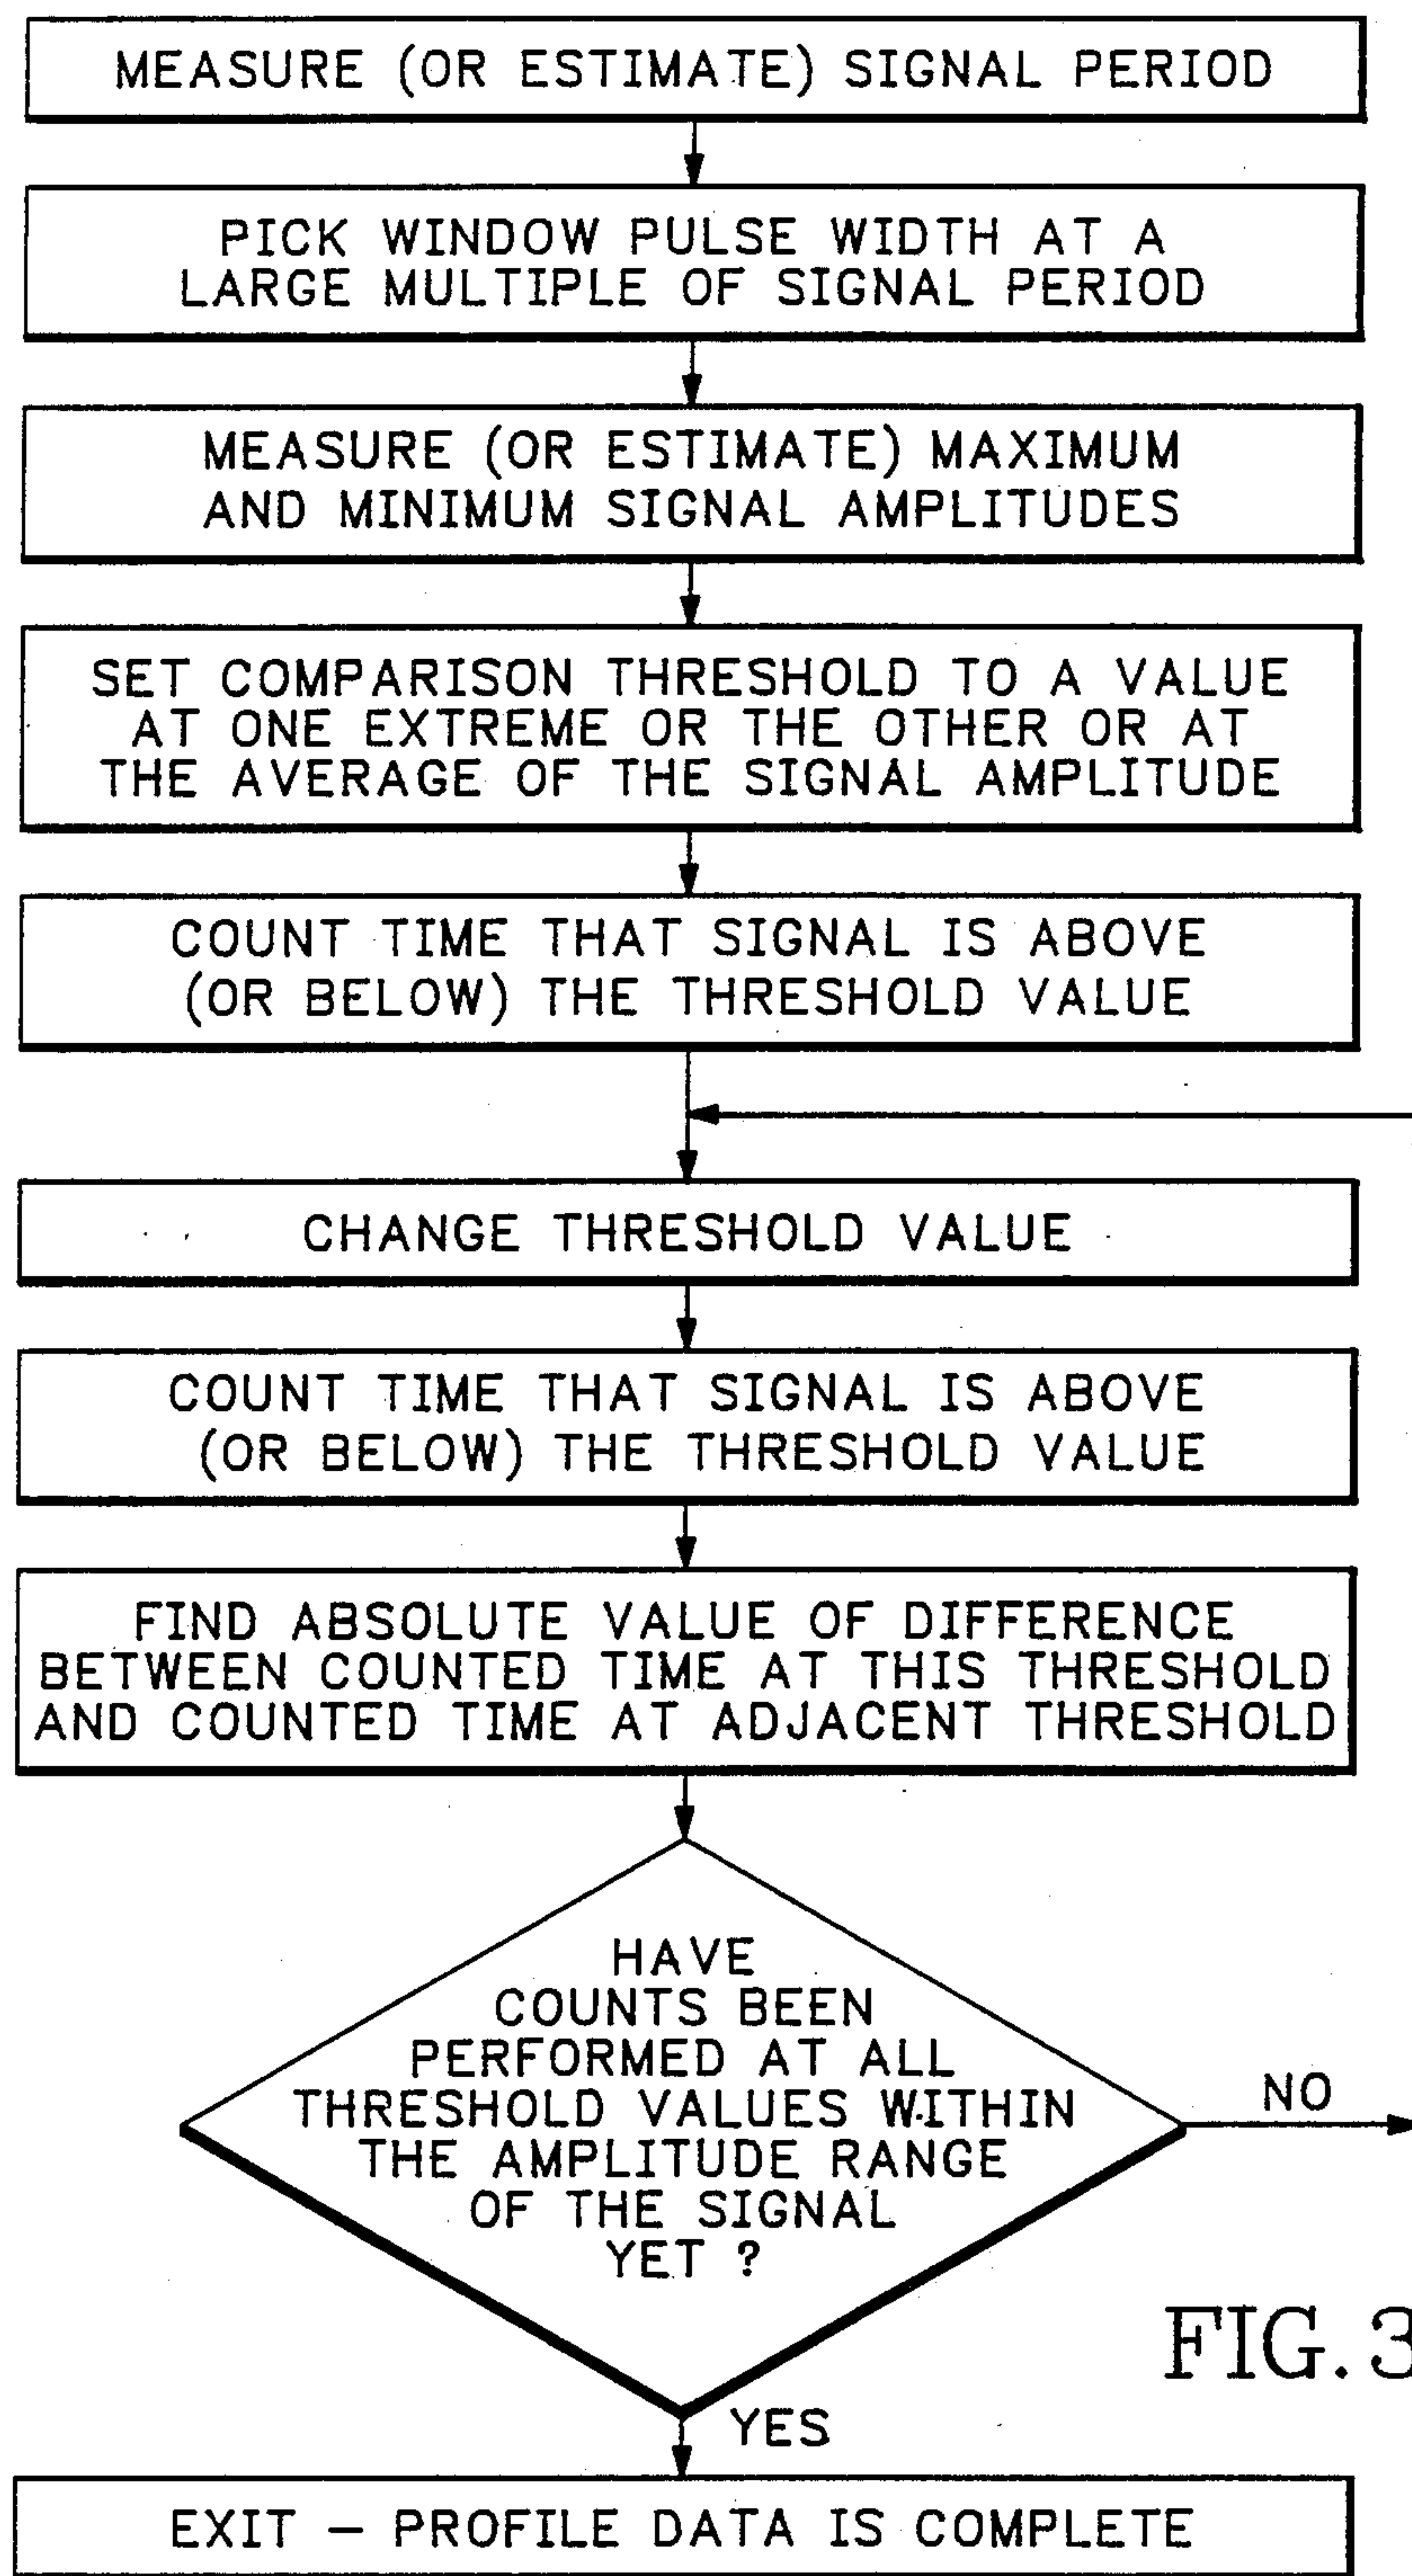 MEASURE (OR ESTIMATE) SIGNAL PERIOD
PICK WINDOW PULSE WIDTH AT A
LARGE MULTIPLE OF SIGNAL PERIOD
MEASURE (OR ESTIMATE) MAXIMUM
AND MINIMUM SIGNAL AMPLITUDES
SET COMPARISON THRESHOLD TO A VALUE
AT ONE EXTREME OR THE OTHER OR AT
THE AVERAGE OF THE SIGNAL AMPLITUDE
COUNT TIME THAT SIGNAL IS ABOVE
(OR BELOW) THE THRESHOLD VALUE
CHANGE THRESHOLD VALUE
COUNT TIME THAT SIGNAL IS ABOVE
(OR BELOW) THE THRESHOLD VALUE
FIND ABSOLUTE VALUE OF DIFFERENCE
BETWEEN COUNTED TIME AT THIS THRESHOLD
AND COUNTED TIME AT ADJACENT THRESHOLD
HAVE
COUNTS BEEN
PERFORMED AT ALL
THRESHOLD VALUES WITHIN
THE AMPLITUDE RANGE
OF THE SIGNAL
YET ?
NO
FIG. 3
YES
EXIT – PROFILE DATA IS COMPLETE